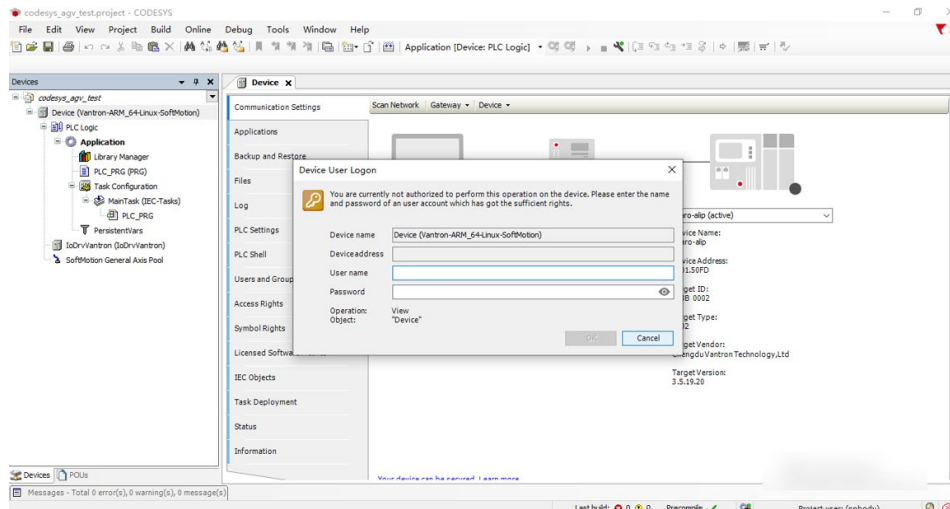 codesys_agv_test.project - CODESYS
File Edit View Project Build Online Debug Tools Window Help
Application [Device: PLC Logic]
Devices
Device
codesys_agv_test
Device (Vantron-ARM_64-Linux-SoftMotion)
PLC Logic
Application
Library Manager
PLC_PRG (PRG)
Task Configuration
MainTask (IEC-Tasks)
PLC_PRG
PersistentVars
IoDrvVantron (IoDrvVantron)
SoftMotion General Axis Pool
Communication Settings
Applications
Backup and Restore
Files
Log
PLC Settings
PLC Shell
Users and Group
Access Rights
Symbol Rights
Licensed Softwa
IEC Objects
Task Deployment
Status
Information
Scan Network Gateway Device
Device User Logon
You are currently not authorized to perform this operation on the device. Please enter the name
and password of an user account which has got the sufficient rights.
Device name Device (Vantron-ARM_64-Linux-SoftMotion)
Deviceaddress
User name
Password
Operation: View
Object: "Device"
OK Cancel
ro-alip (active)
vice Name:
ro-alip
vice Address:
1.50FD
get ID:
B 0002
get Type:
2
get Vendor:
engdu Vantron Technology,Ltd
Target Version:
3.5.19.20
Your device can be secured. Learn more
Devices POUs
Messages - Total 0 error(s), 0 warning(s), 0 message(s)
Last build: 0 0 Precompile Project user: (nobody)